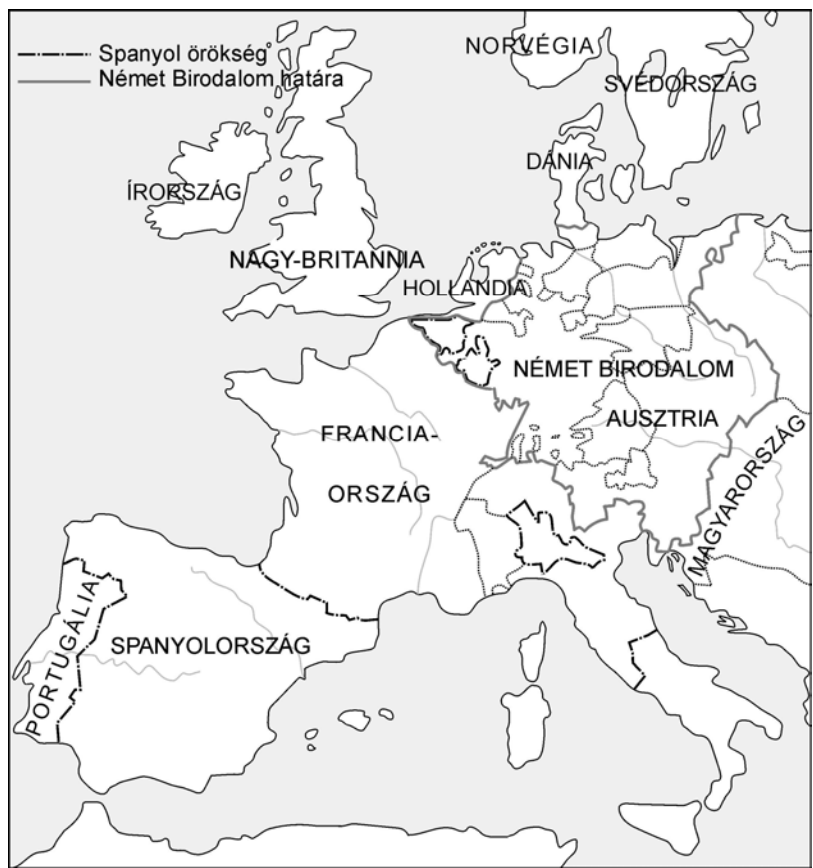 Spanyol örökség
Német Birodalom határa
NORVÉGIA
SVÉDORSZÁG
DÁNIA
ÍRORSZÁG
NAGY-BRITANNIA
HOLLANDIA
NÉMET BIRODALOM
AUSZTRIA
FRANCIA-
ORSZÁG
MAGYARORSZÁG
PORTUGÁLIA
SPANYOLORSZÁG